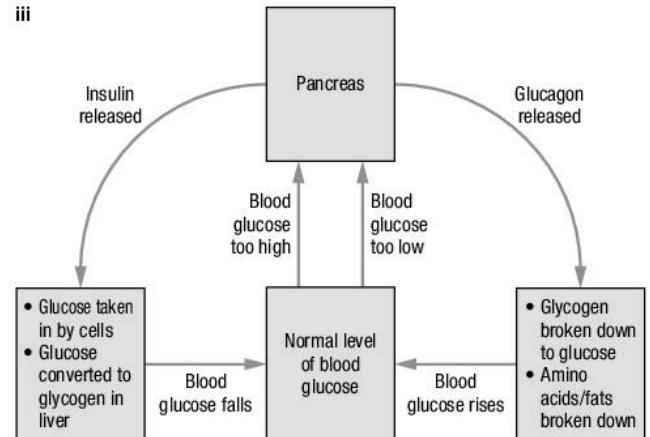 iii
Pancreas
Insulin
released
Glucagon
released
Blood
glucose
too high
Blood
glucose
too low
• Glucose taken
in by cells
• Glucose
converted to
glycogen in
liver
Blood
glucose falls
Normal level
of blood
glucose
Blood
glucose rises
• Glycogen
broken down
to glucose
• Amino
acids/fats
broken down